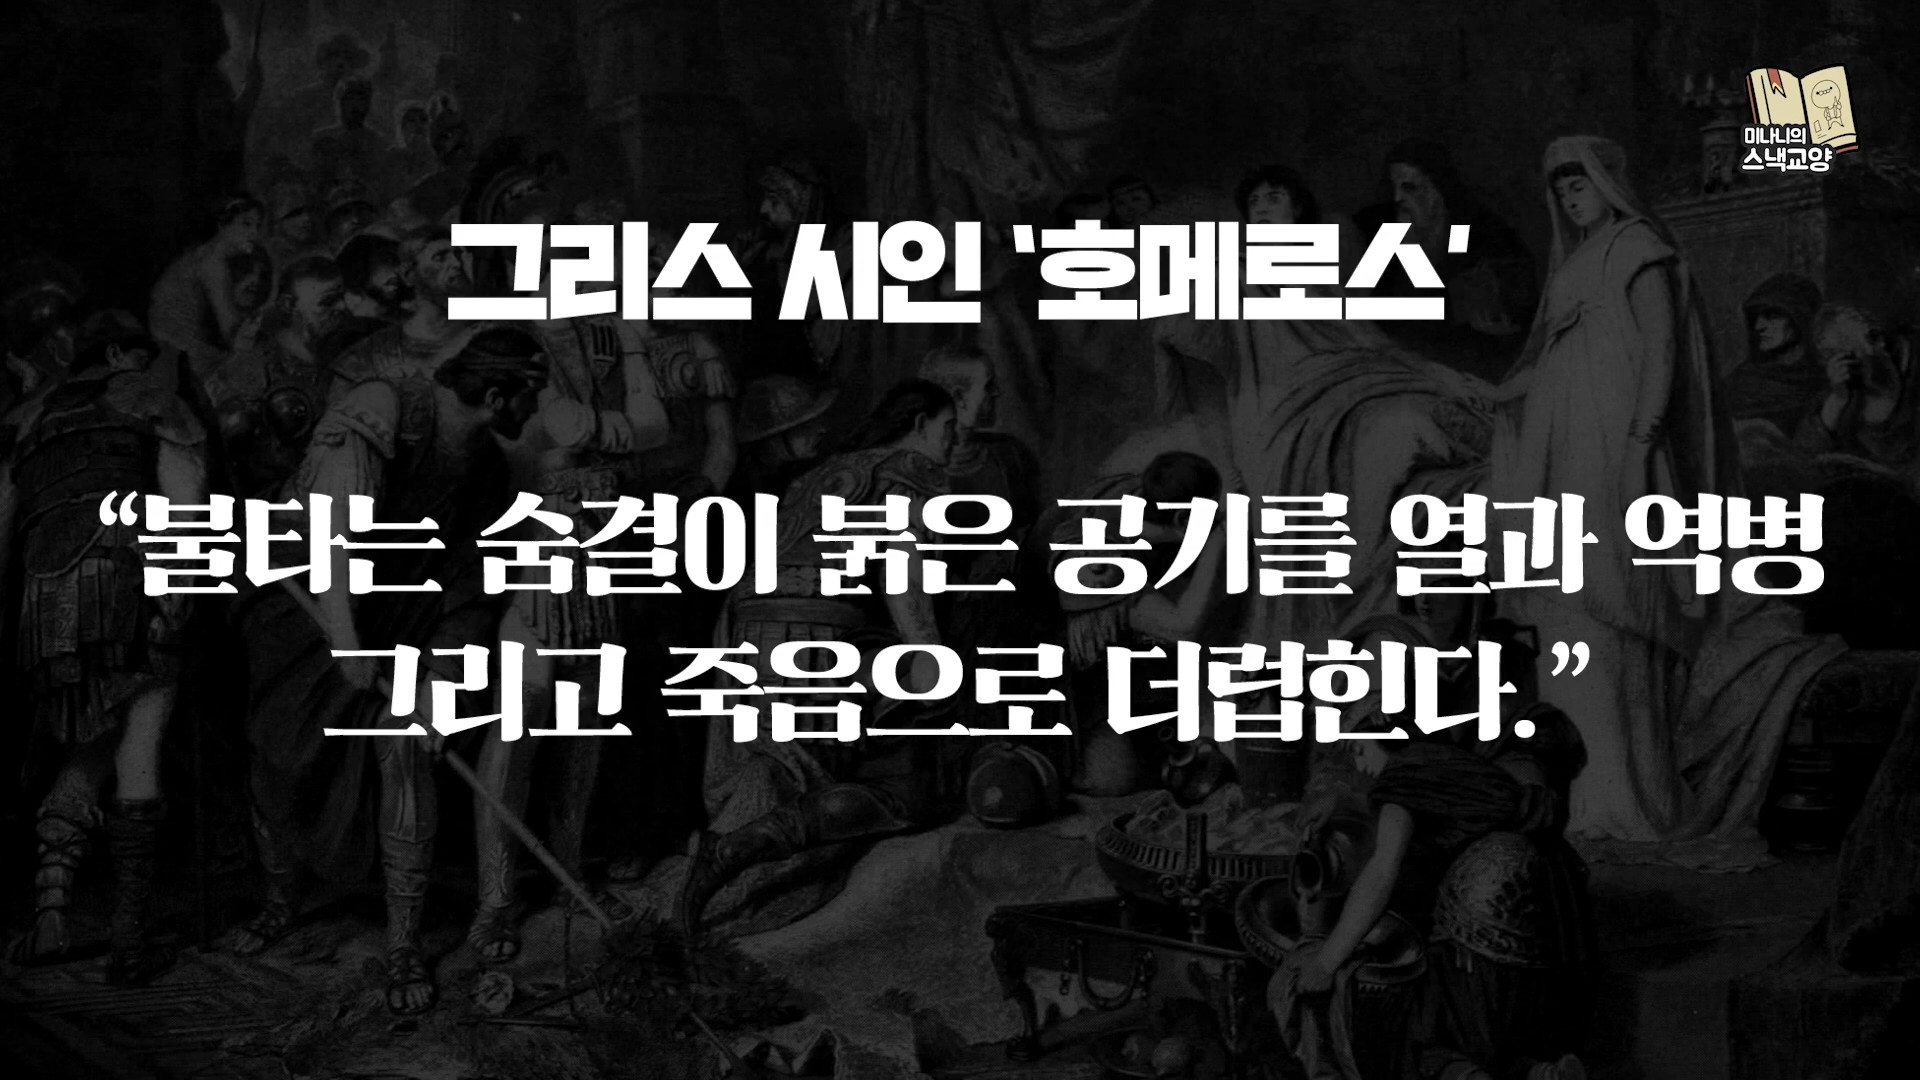 미나니의
스낵교양
그리스 시인 '호메로스'
“불타는 숨결이 붉은 공기를 열과 역병
그리고 죽음으로 더럽힌다.”